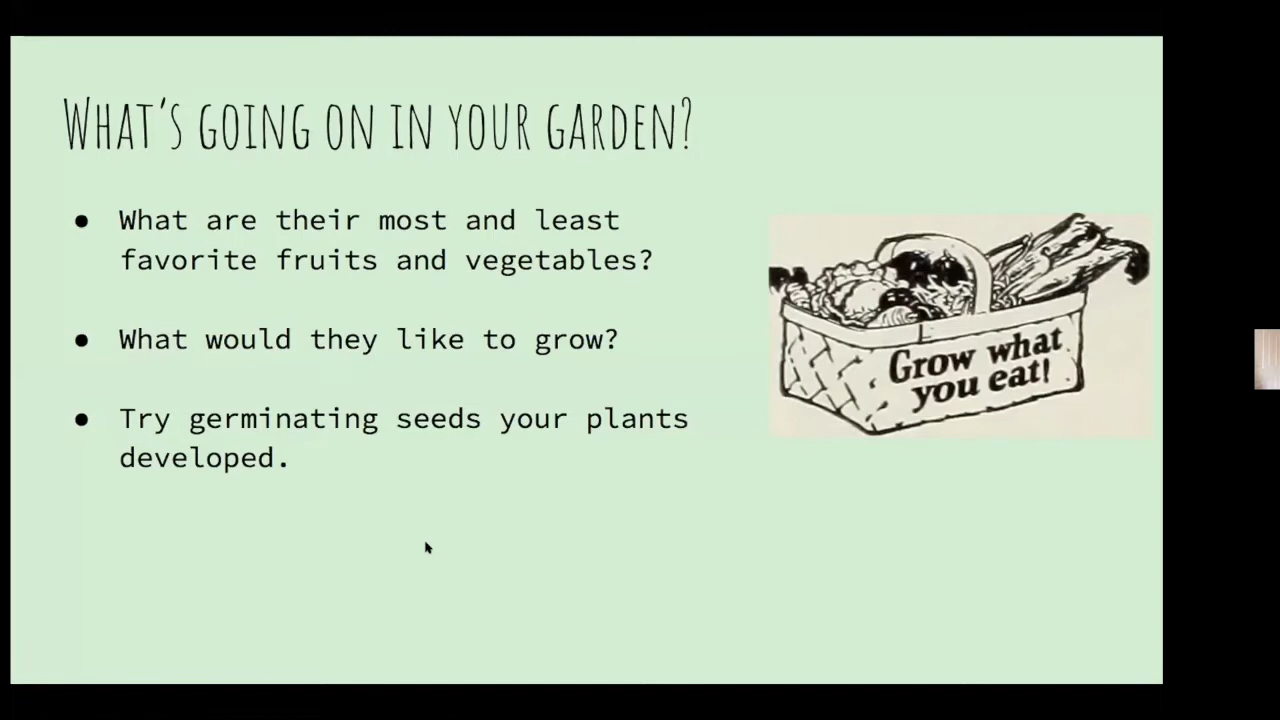 WHAT'S GOING ON IN YOUR GARDEN?
● What are their most and least
favorite fruits and vegetables?
● What would they like to grow?
● Try germinating seeds your plants
developed.
Grow what
you eat!